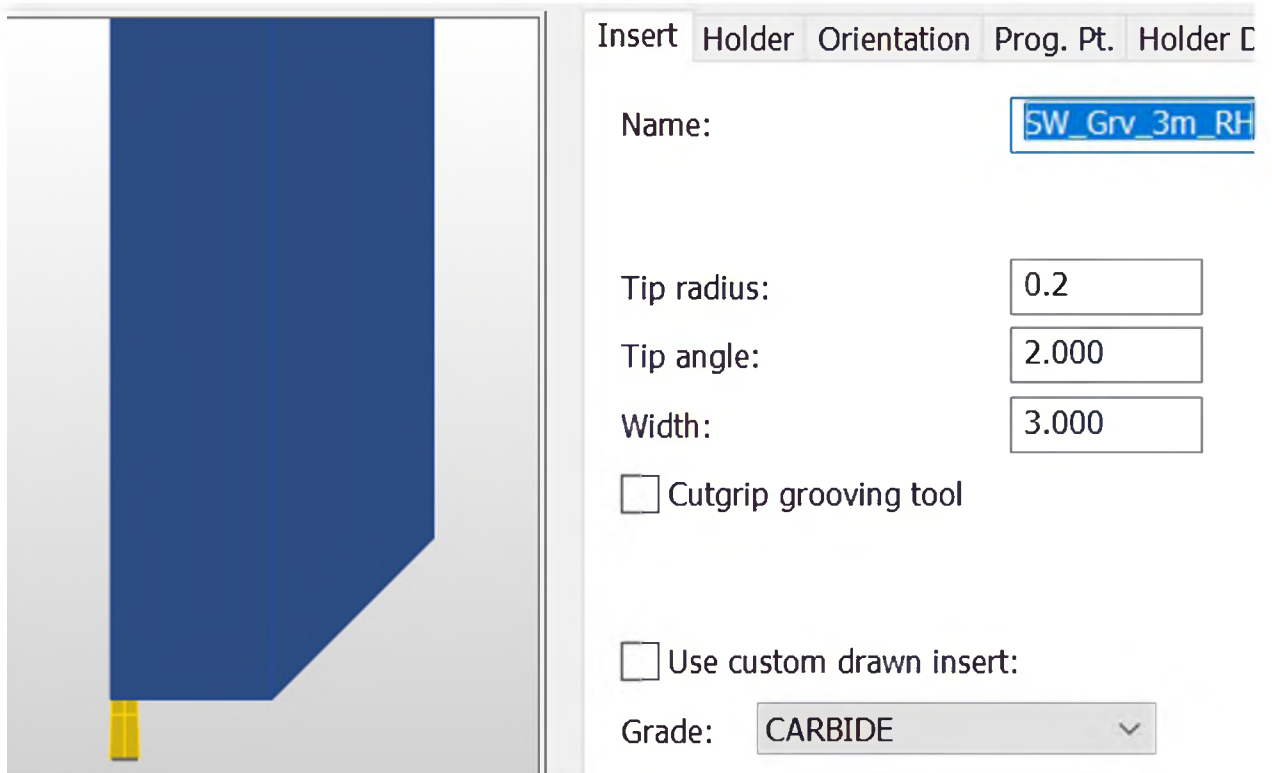 Insert Holder Orientation Prog. Pt. Holder D
Name: SW_Grv_3m_RH
Tip radius: 0.2
Tip angle: 2.000
Width: 3.000
Cutgrip grooving tool
Use custom drawn insert:
Grade: CARBIDE